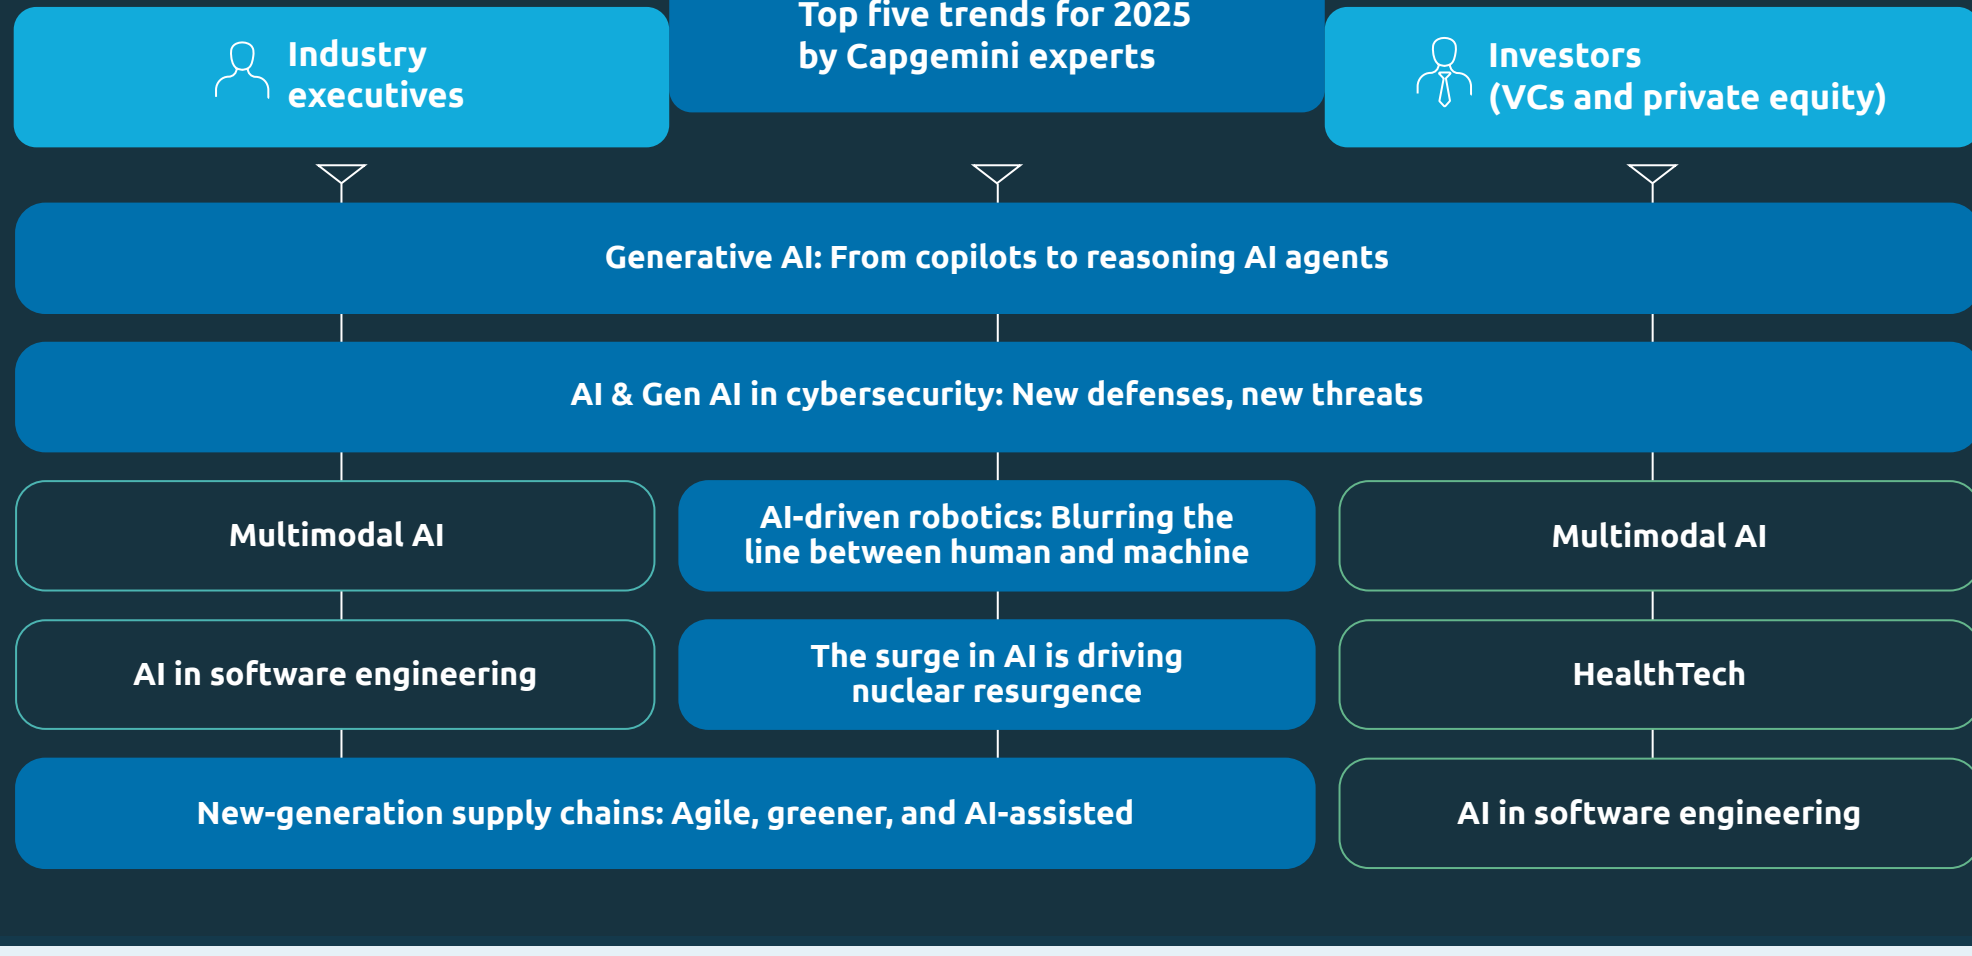 Industry
executives
Top five trends for 2025
by Capgemini experts
Investors
(VCs and private equity)
Generative AI: From copilots to reasoning AI agents
AI & Gen AI in cybersecurity: New defenses, new threats
Multimodal AI
AI-driven robotics: Blurring the
line between human and machine
Multimodal AI
AI in software engineering
The surge in AI is driving
nuclear resurgence
HealthTech
New-generation supply chains: Agile, greener, and AI-assisted
AI in software engineering